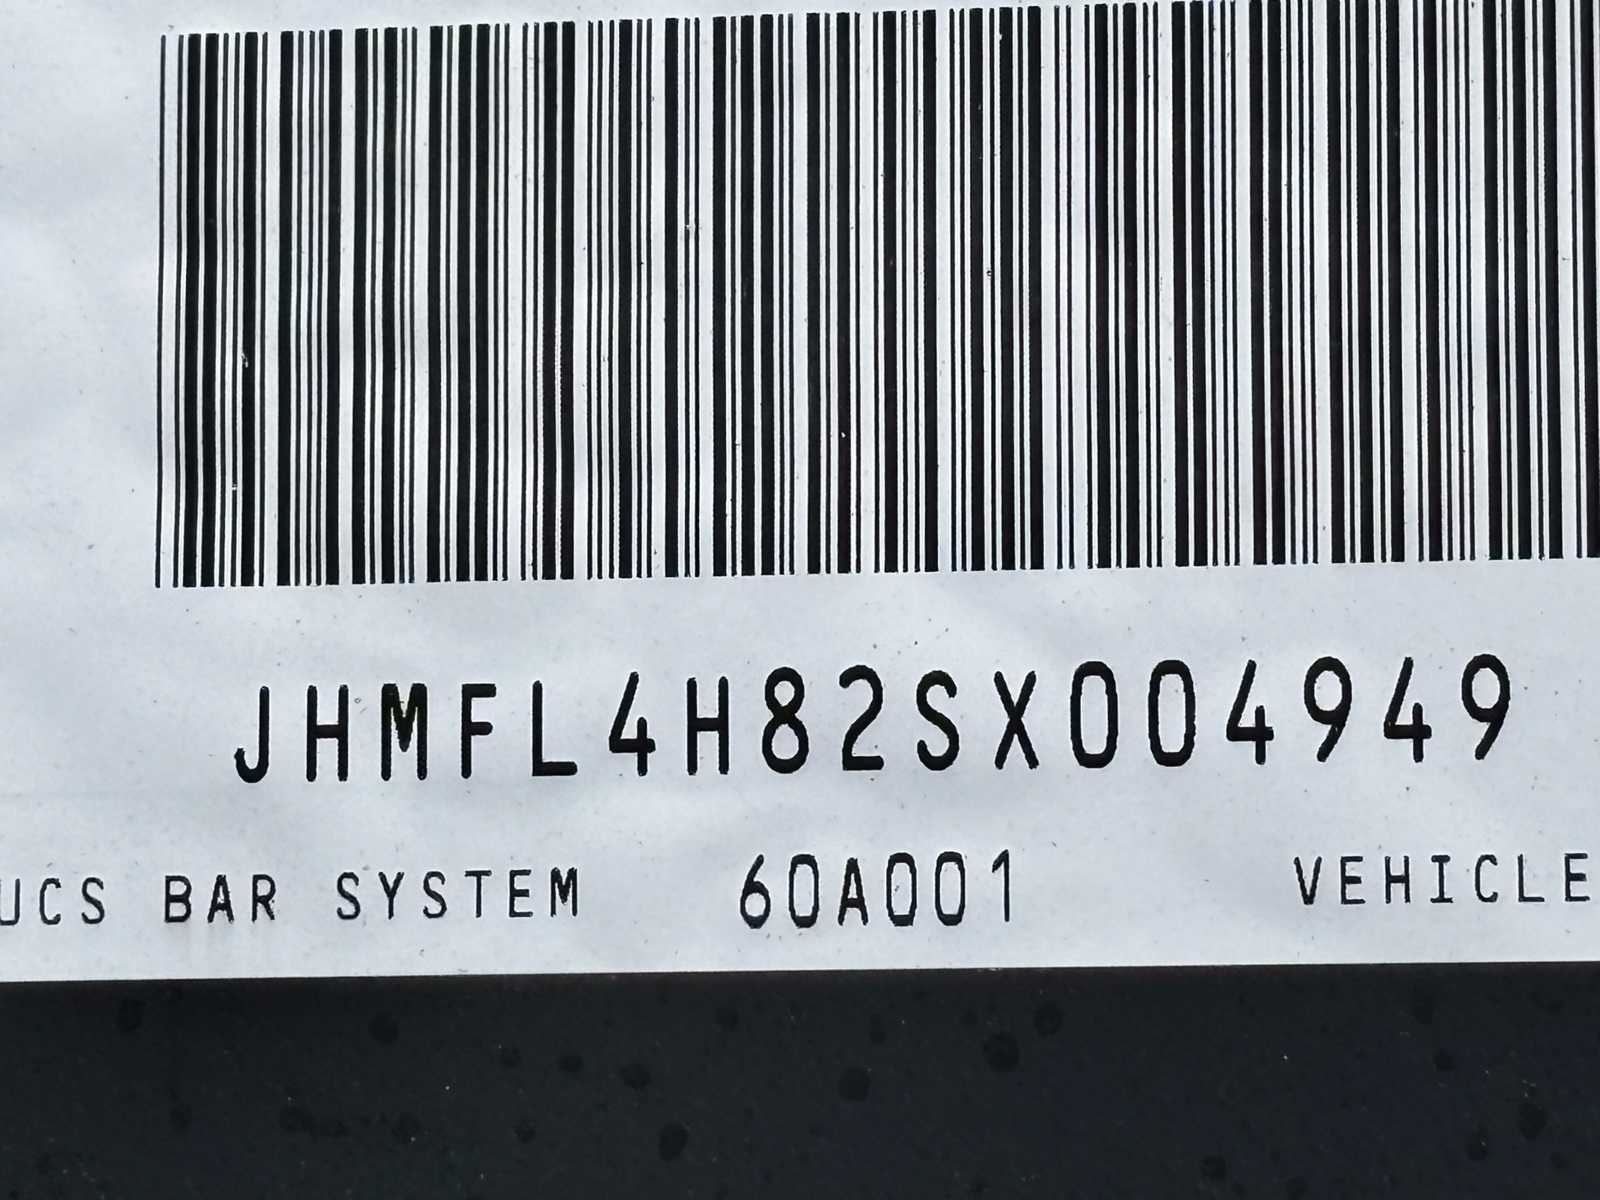 JHMFL4H82SX004949
UCS BAR SYSTEM 60A001 VEHICLE